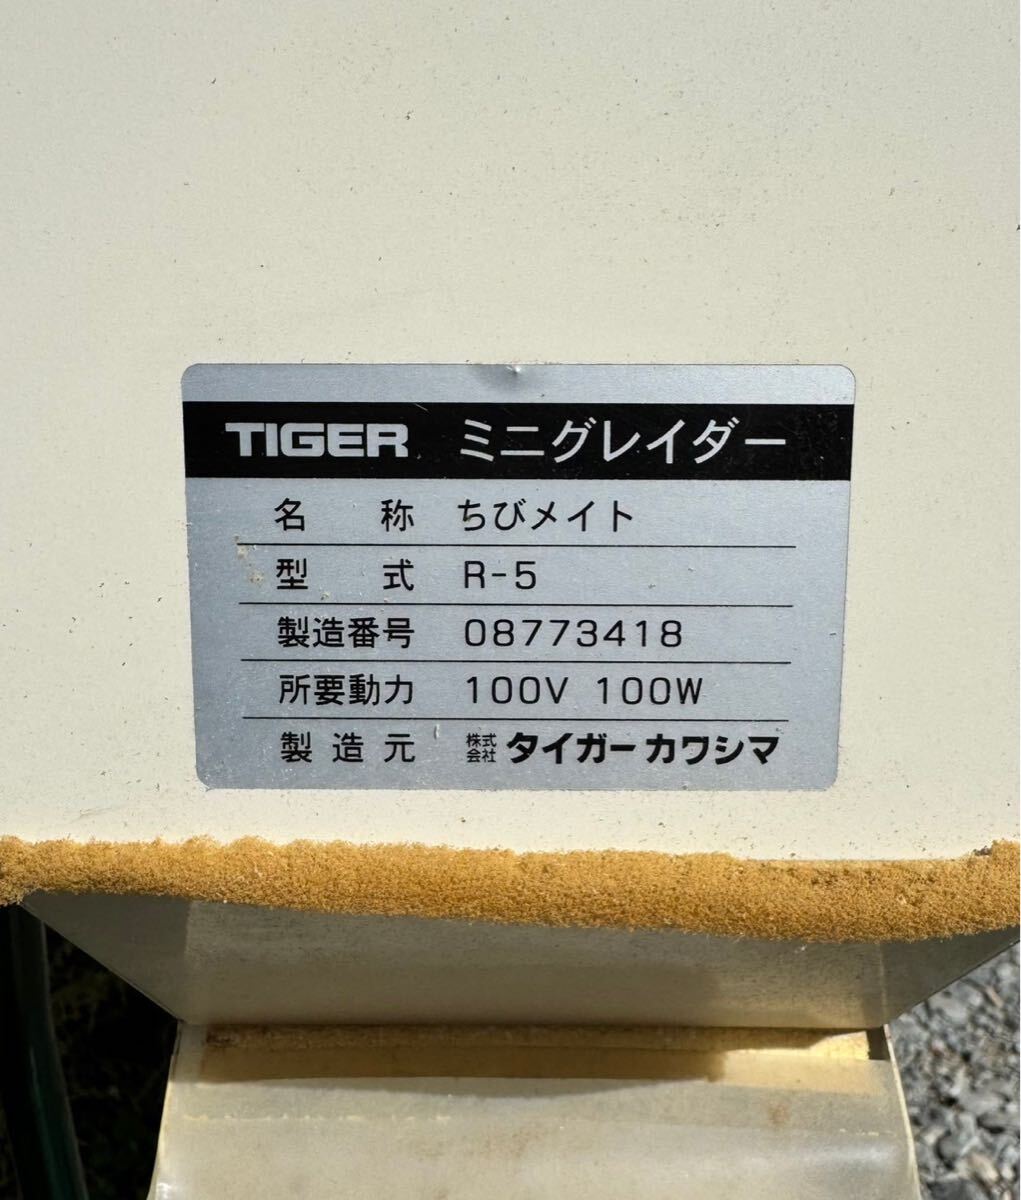 TIGER ミニグレイダー
名称 ちびメイト
型式 R-5
製造番号 08773418
所要動力 100V 100W
製造元 株式会社 タイガーカワシマ